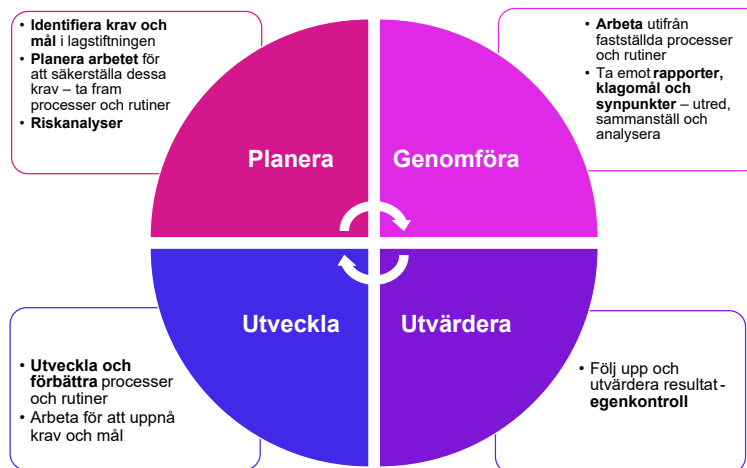 • Identifiera krav och
mål i lagstiftningen
• Planera arbetet för
att säkerställa dessa
krav – ta fram
processer och rutiner
• Riskanalyser
• Arbeta utifrån
fastställda processer
och rutiner
• Ta emot rapporter,
klagomål och
synpunkter – utred,
sammanställ och
analysera
Planera
Genomföra
Utveckla
Utvärdera
• Utveckla och
förbättra processer
och rutiner
• Arbeta för att uppnå
krav och mål
• Följ upp och
utvärdera resultat -
egenkontroll